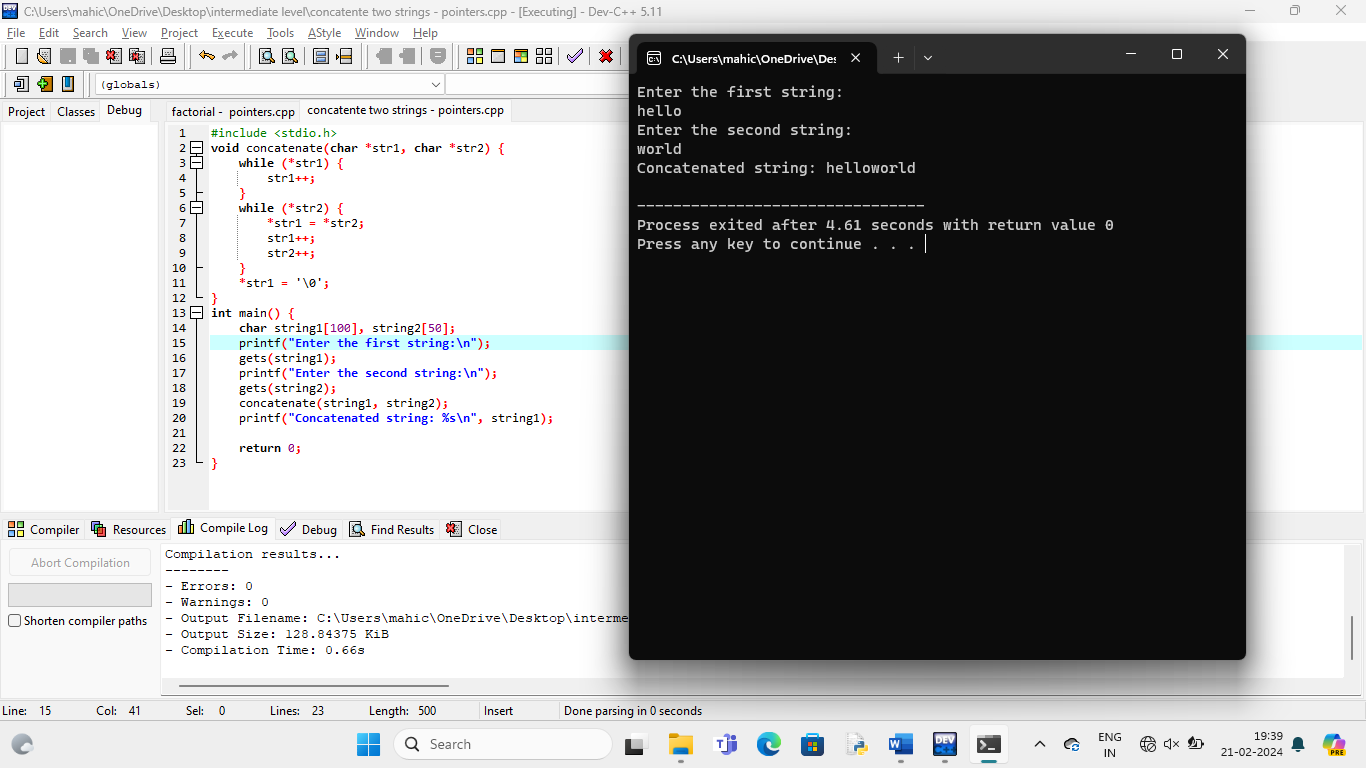 C:\Users\mahic\OneDrive\Desktop\intermediate level\concatente two strings - pointers.cpp - [Executing] - Dev-C++ 5.11
File Edit Search View Project Execute Tools AStyle Window Help
(globals)
Project Classes Debug
factorial - pointers.cpp concatente two strings - pointers.cpp
1 #include <stdio.h>
2 void concatenate(char *str1, char *str2) {
3 while (*str1) {
4 str1++;
5 }
6 while (*str2) {
7 *str1 = *str2;
8 str1++;
9 str2++;
10 }
11 *str1 = '\0';
12 }
13 int main() {
14 char string1[100], string2[50];
15 printf("Enter the first string:\n");
16 gets(string1);
17 printf("Enter the second string:\n");
18 gets(string2);
19 concatenate(string1, string2);
20 printf("Concatenated string: %s\n", string1);
21
22 return 0;
23 }
C:\Users\mahic\OneDrive\Des
Enter the first string:
hello
Enter the second string:
world
Concatenated string: helloworld
--------------------------------
Process exited after 4.61 seconds with return value 0
Press any key to continue . . .
Compiler Resources Compile Log Debug Find Results Close
Abort Compilation
Shorten compiler paths
Compilation results...
--------
- Errors: 0
- Warnings: 0
- Output Filename: C:\Users\mahic\OneDrive\Desktop\interme
- Output Size: 128.84375 KiB
- Compilation Time: 0.66s
Line: 15 Col: 41 Sel: 0 Lines: 23 Length: 500 Insert Done parsing in 0 seconds
Search
DEV
PRE
ENG
IN
19:39
21-02-2024